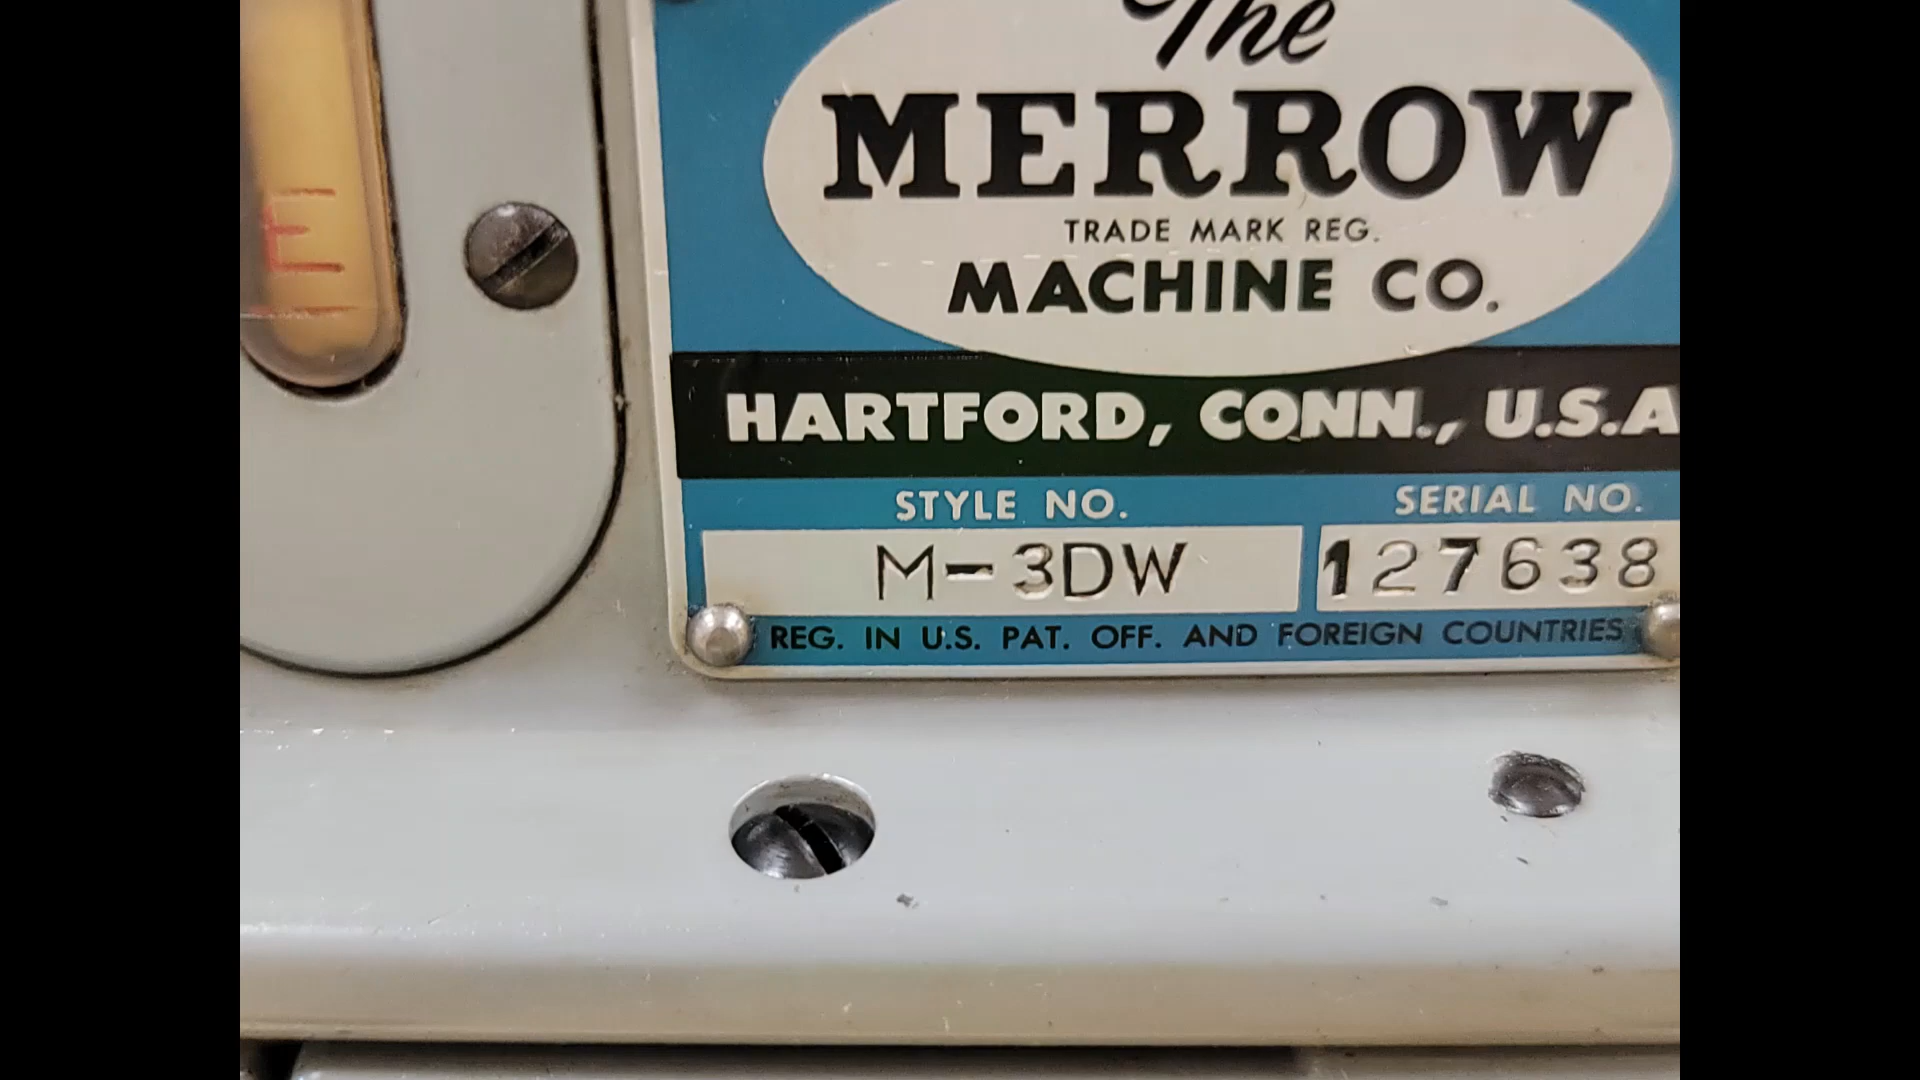 The
MERROW
TRADE MARK REG.
MACHINE CO.
HARTFORD, CONN., U.S.A
STYLE NO. SERIAL NO.
M-3DW 127638
REG. IN U.S. PAT. OFF. AND FOREIGN COUNTRIES
E